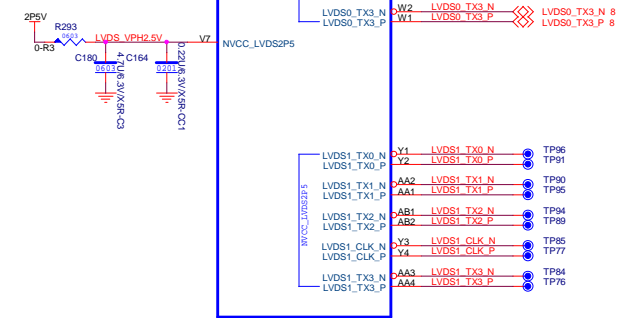 LVDS0_TX3_N W2 LVDS0_TX3_N LVDS0_TX3_N 8
LVDS0_TX3_P W1 LVDS0_TX3_P LVDS0_TX3_P 8
2P5V
R293
0603
0-R3
LVDS_VPH2.5V V7 NVCC_LVDS2P5
C180 C164
0603 0201
4.7U/6.3V/X5R-C3
0.22U/6.3V/X5R-CC1
NVCC_LVDS2P5
LVDS1_TX0_N Y1 LVDS1_TX0_N TP96
LVDS1_TX0_P Y2 LVDS1_TX0_P TP91
LVDS1_TX1_N AA2 LVDS1_TX1_N TP90
LVDS1_TX1_P AA1 LVDS1_TX1_P TP95
LVDS1_TX2_N AB1 LVDS1_TX2_N TP94
LVDS1_TX2_P AB2 LVDS1_TX2_P TP89
LVDS1_CLK_N Y3 LVDS1_CLK_N TP85
LVDS1_CLK_P Y4 LVDS1_CLK_P TP77
LVDS1_TX3_N AA3 LVDS1_TX3_N TP84
LVDS1_TX3_P AA4 LVDS1_TX3_P TP76